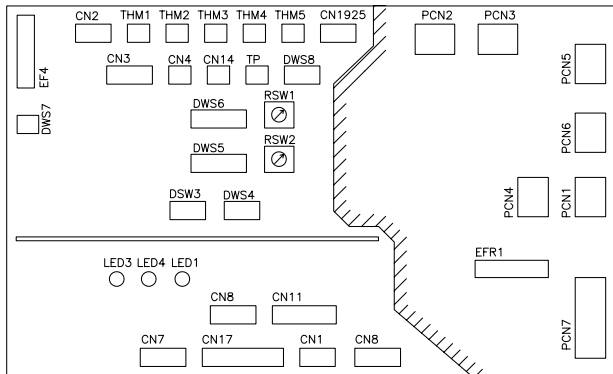 CN2 THM1 THM2 THM3 THM4 THM5 CN1925 PCN2 PCN3
EF4
CN3 CN4 CN14 TP DWS8 PCN5
DWS7
DWS6 RSW1
PCN6
DWS5 RSW2
DSW3 DWS4 PCN4 PCN1
LED3 LED4 LED1 EFR1
CN8 CN11 PCN7
CN7 CN17 CN1 CN8